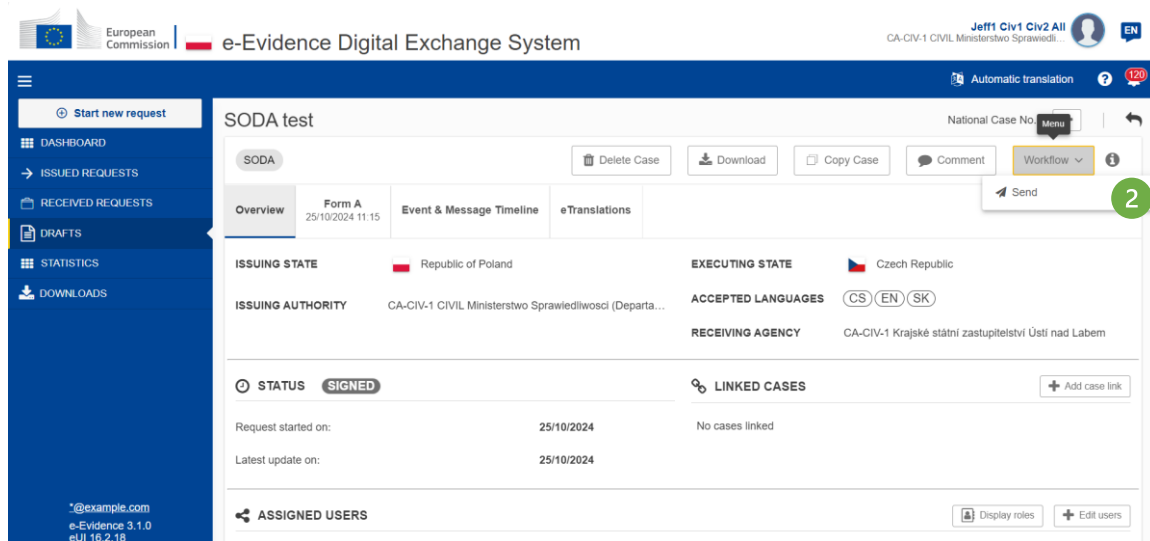 European
Commission
e-Evidence Digital Exchange System
Jeff1 Civ1 Civ2 All
CA-CIV-1 CIVIL Ministerstwo Sprawiedli...
EN
Automatic translation
?
120
Start new request
DASHBOARD
ISSUED REQUESTS
RECEIVED REQUESTS
DRAFTS
STATISTICS
DOWNLOADS
*@example.com
e-Evidence 3.1.0
eUI 16.2.18
SODA test
National Case No.
Menu
SODA
Delete Case
Download
Copy Case
Comment
Workflow
Send
2
Overview
Form A
25/10/2024 11:15
Event & Message Timeline
eTranslations
ISSUING STATE
Republic of Poland
EXECUTING STATE
Czech Republic
ISSUING AUTHORITY
CA-CIV-1 CIVIL Ministerstwo Sprawiedliwosci (Departa...
ACCEPTED LANGUAGES
CS EN SK
RECEIVING AGENCY
CA-CIV-1 Krajské státní zastupitelství Ústí nad Labem
STATUS SIGNED
LINKED CASES
Add case link
Request started on:
25/10/2024
No cases linked
Latest update on:
25/10/2024
ASSIGNED USERS
Display roles
Edit users